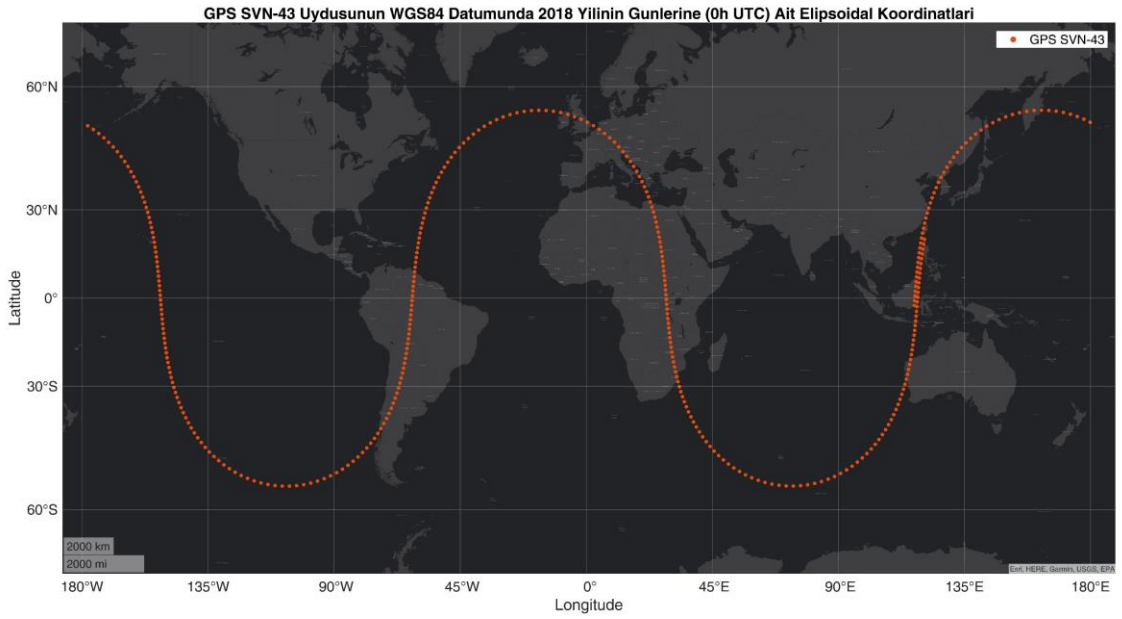 GPS SVN-43 Uydusunun WGS84 Datumunda 2018 Yilinin Gunlerine (0h UTC) Ait Elipsoidal Koordinatlari
GPS SVN-43
60°N
30°N
0°
30°S
60°S
Latitude
2000 km
2000 mi
Esri, HERE, Garmin, USGS, EPA
180°W 135°W 90°W 45°W 0° 45°E 90°E 135°E 180°E
Longitude